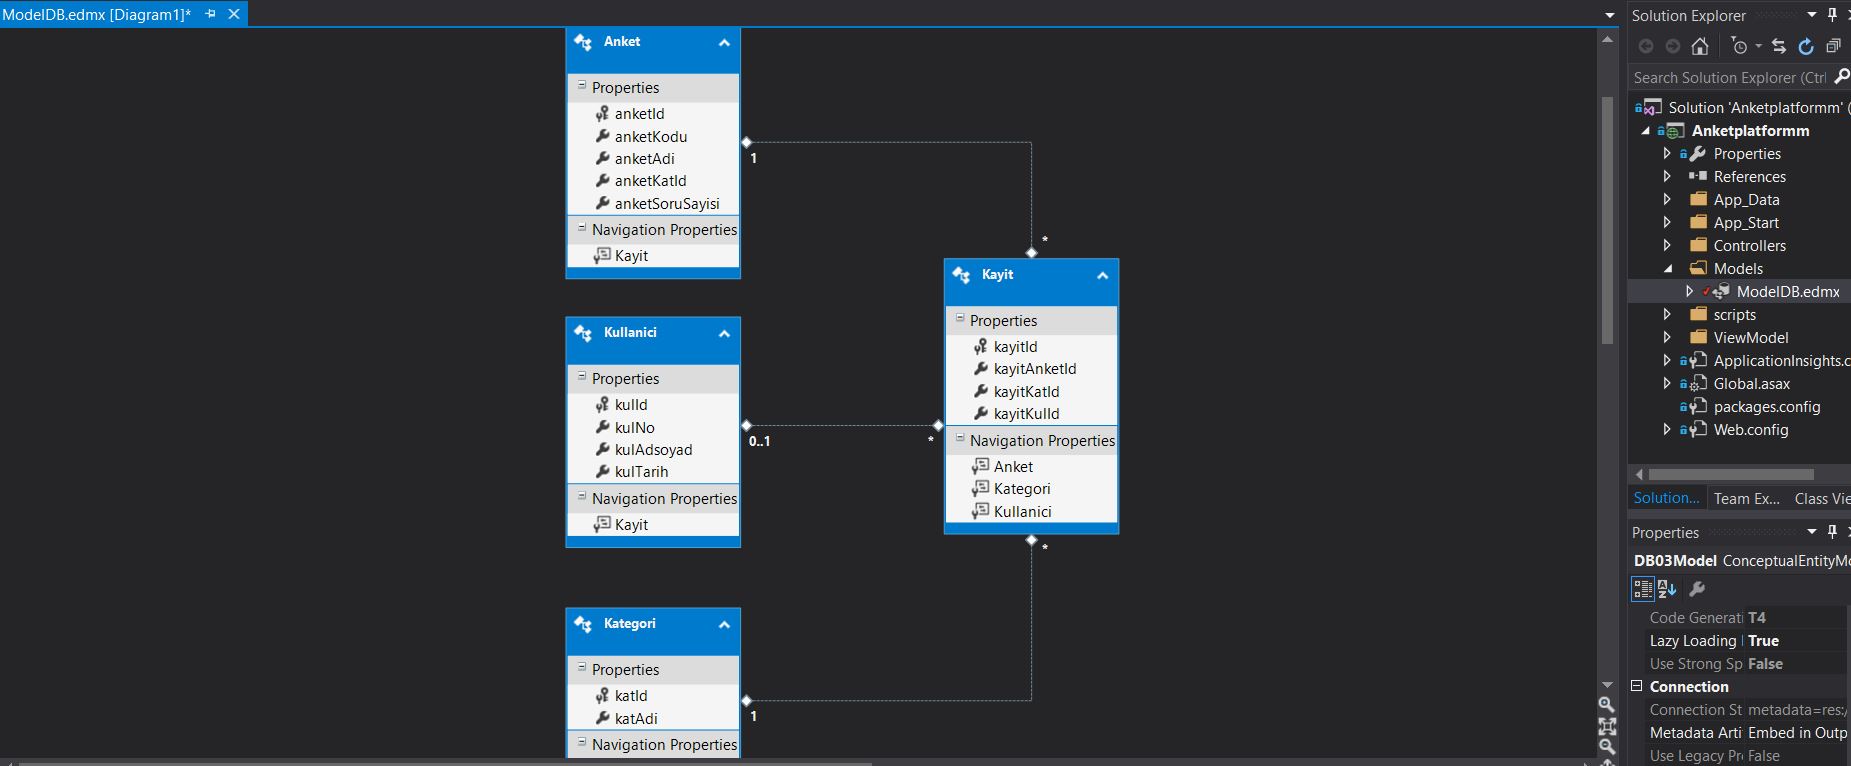 ModelDB.edmx [Diagram1]*
Anket
Properties
anketId
anketKodu
anketAdi
anketKatId
anketSoruSayisi
Navigation Properties
Kayit
1
*
Kullanici
Properties
kulId
kulNo
kulAdsoyad
kulTarih
Navigation Properties
Kayit
0..1
*
Kayit
Properties
kayitId
kayitAnketId
kayitKatId
kayitKulId
Navigation Properties
Anket
Kategori
Kullanici
*
Kategori
Properties
katId
katAdi
Navigation Properties
1
Solution Explorer
Search Solution Explorer (Ctrl
Solution 'Anketplatformm' (
Anketplatformm
Properties
References
App_Data
App_Start
Controllers
Models
ModelDB.edmx
scripts
ViewModel
ApplicationInsights.c
Global.asax
packages.config
Web.config
Solution... Team Ex... Class Vie
Properties
DB03Model ConceptualEntityMo
Code Generati T4
Lazy Loading True
Use Strong Sp False
Connection
Connection St metadata=res:/
Metadata Arti Embed in Outp
Use Legacy Pr False